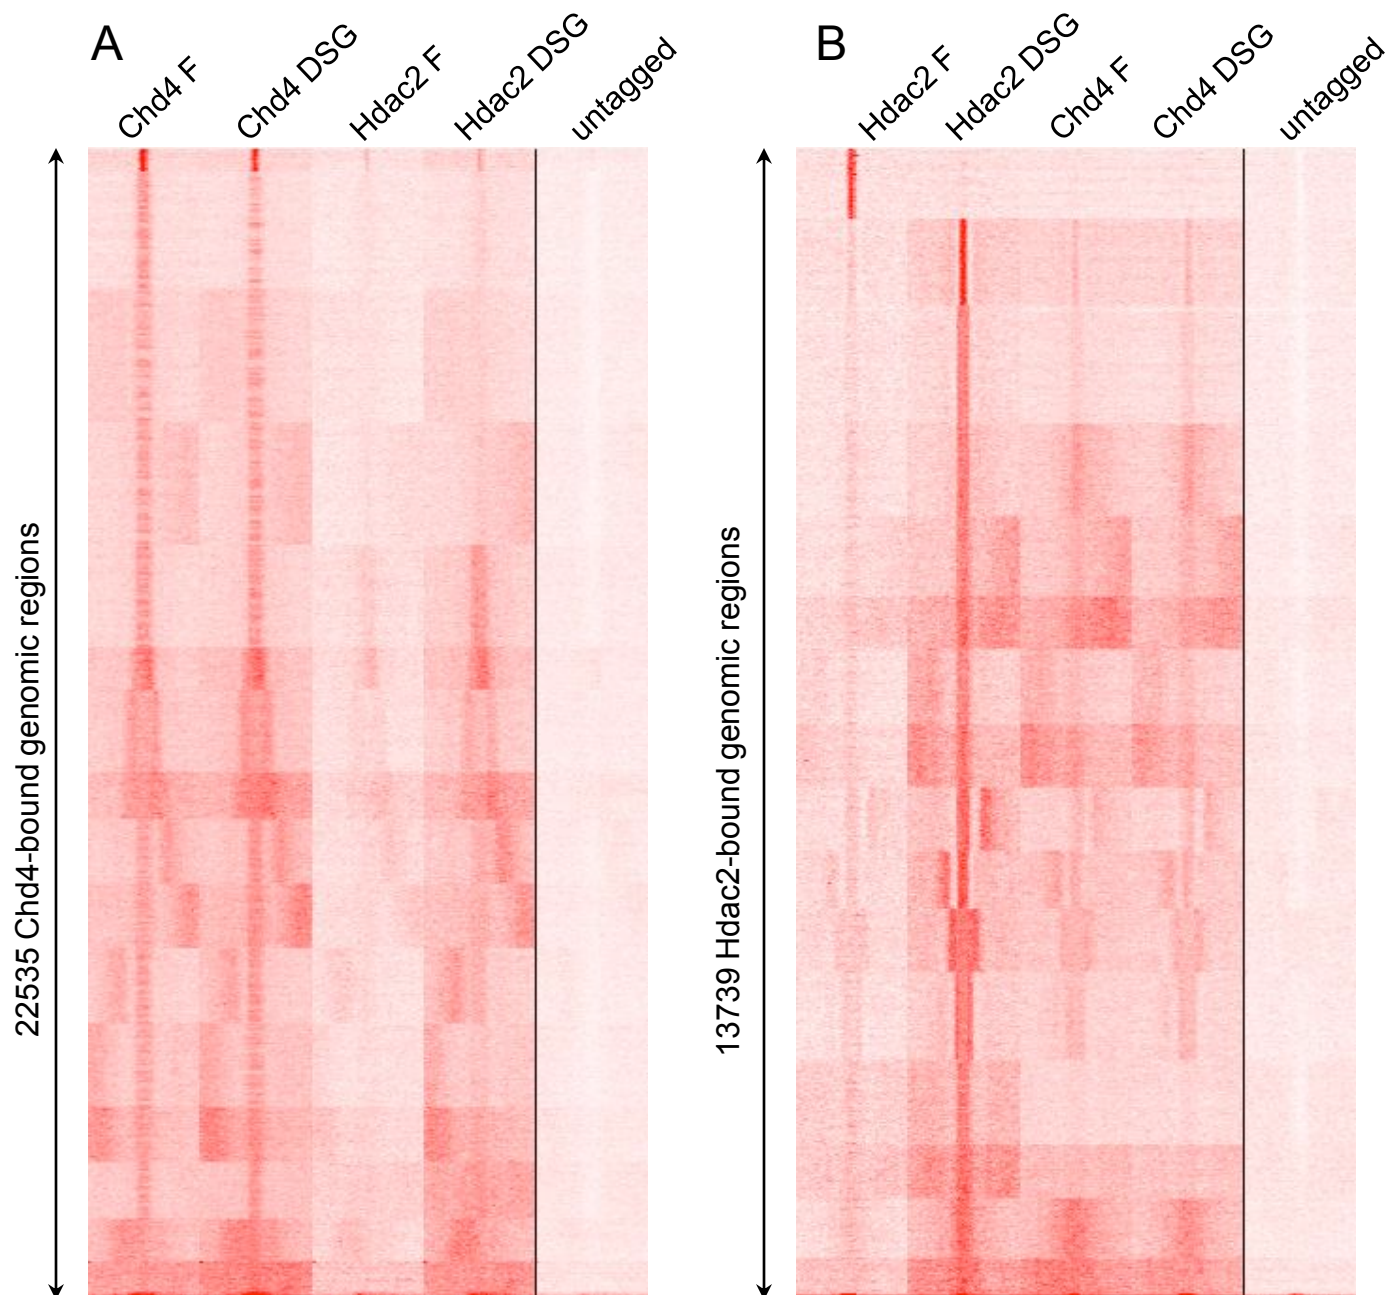 A
Chd4 F
Chd4 DSG
Hdac2 F
Hdac2 DSG
untagged
22535 Chd4-bound genomic regions
B
Hdac2 F
Hdac2 DSG
Chd4 F
Chd4 DSG
untagged
13739 Hdac2-bound genomic regions